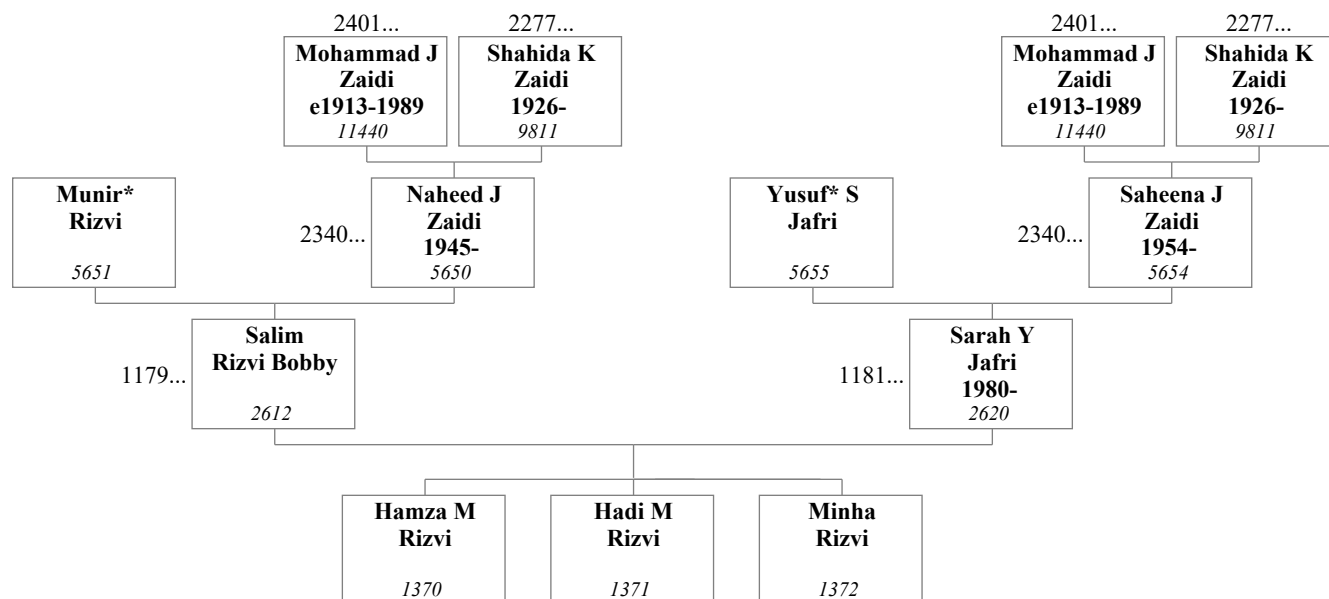 2401...
2277...
2401...
2277...
Mohammad J
Zaidi
e1913-1989
11440
Shahida K
Zaidi
1926-
9811
Mohammad J
Zaidi
e1913-1989
11440
Shahida K
Zaidi
1926-
9811
Munir*
Rizvi
5651
2340...
Naheed J
Zaidi
1945-
5650
Yusuf* S
Jafri
5655
2340...
Saheena J
Zaidi
1954-
5654
1179...
Salim
Rizvi Bobby
2612
1181...
Sarah Y
Jafri
1980-
2620
Hamza M
Rizvi
1370
Hadi M
Rizvi
1371
Minha
Rizvi
1372